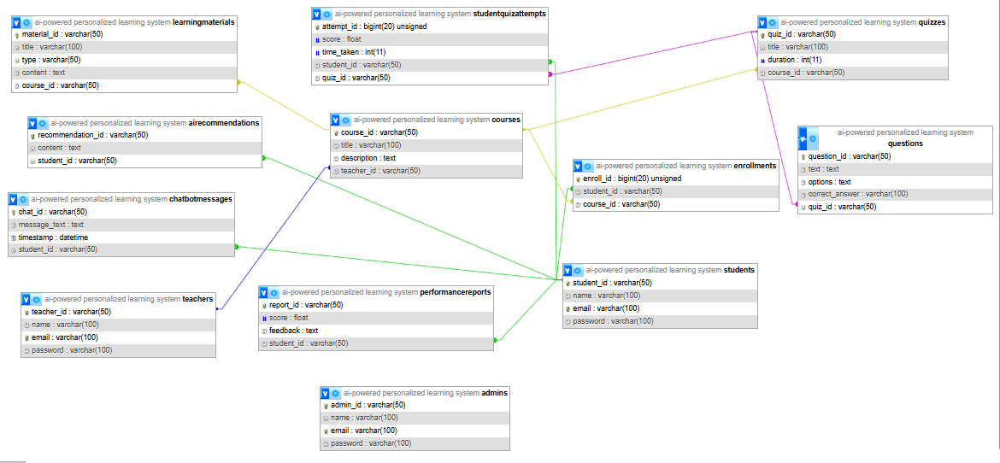 ai-powered personalized learning system learningmaterials
material_id : varchar(50)
title : varchar(100)
type : varchar(50)
content : text
course_id : varchar(50)
ai-powered personalized learning system studentquizattempts
attempt_id : bigint(20) unsigned
score : float
time_taken : int(11)
student_id : varchar(50)
quiz_id : varchar(50)
ai-powered personalized learning system quizzes
quiz_id : varchar(50)
title : varchar(100)
duration : int(11)
course_id : varchar(50)
ai-powered personalized learning system airecommendations
recommendation_id : varchar(50)
content : text
student_id : varchar(50)
ai-powered personalized learning system courses
course_id : varchar(50)
title : varchar(100)
description : text
teacher_id : varchar(50)
ai-powered personalized learning system enrollments
enroll_id : bigint(20) unsigned
student_id : varchar(50)
course_id : varchar(50)
ai-powered personalized learning system
questions
question_id : varchar(50)
text : text
options : text
correct_answer : varchar(100)
quiz_id : varchar(50)
ai-powered personalized learning system chatbotmessages
chat_id : varchar(50)
message_text : text
timestamp : datetime
student_id : varchar(50)
ai-powered personalized learning system teachers
teacher_id : varchar(50)
name : varchar(100)
email : varchar(100)
password : varchar(100)
ai-powered personalized learning system performancereports
report_id : varchar(50)
score : float
feedback : text
student_id : varchar(50)
ai-powered personalized learning system students
student_id : varchar(50)
name : varchar(100)
email : varchar(100)
password : varchar(100)
ai-powered personalized learning system admins
admin_id : varchar(50)
name : varchar(100)
email : varchar(100)
password : varchar(100)